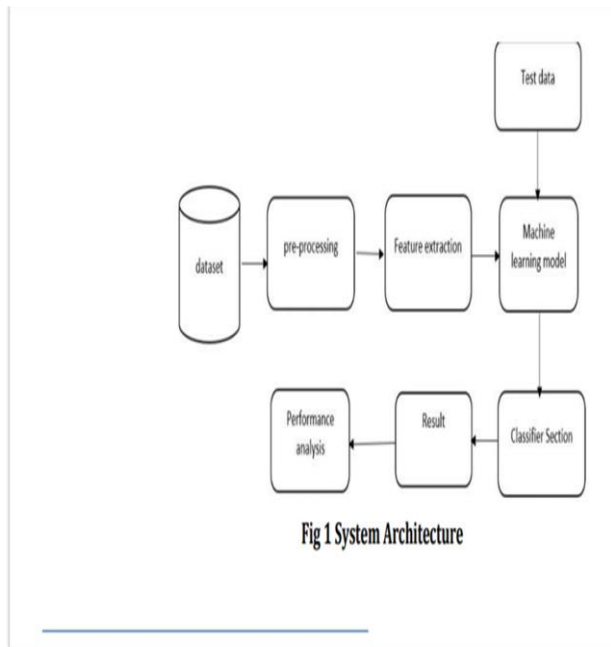 Test data
dataset
pre-processing
Feature extraction
Machine
learning model
Performance
analysis
Result
Classifier Section
Fig 1 System Architecture